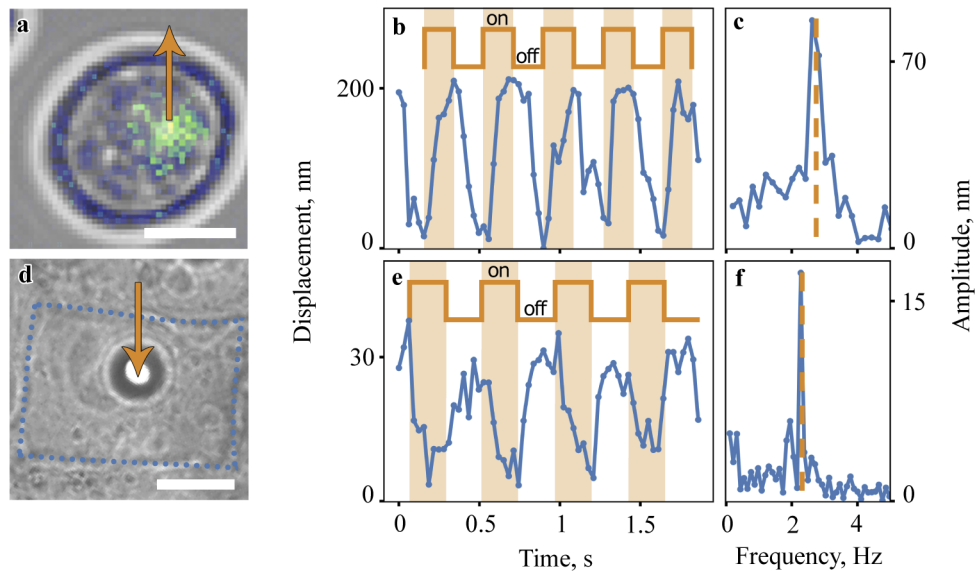 a
b
on
off
200
0
c
70
0
Displacement, nm
Amplitude, nm
d
e
on
off
30
0
0
0.5
1
1.5
Time, s
f
15
0
0
2
4
Frequency, Hz